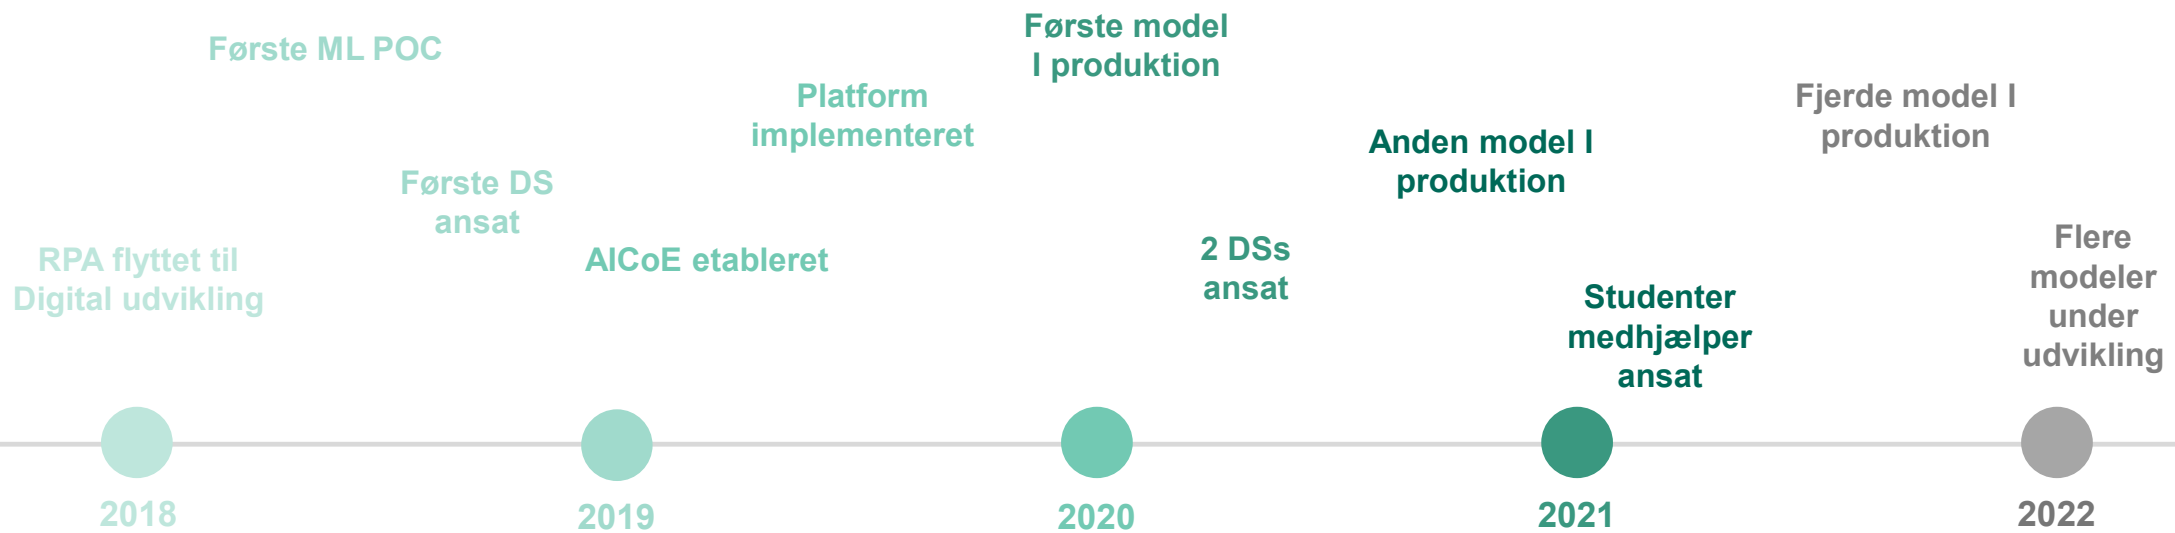 RPA flyttet til
Digital udvikling
Første ML POC
Første DS
ansat
AICoE etableret
Platform
implementeret
Første model
I produktion
2 DSs
ansat
Anden model I
produktion
Studenter
medhjælper
ansat
Fjerde model I
produktion
Flere
modeler
under
udvikling
2018
2019
2020
2021
2022